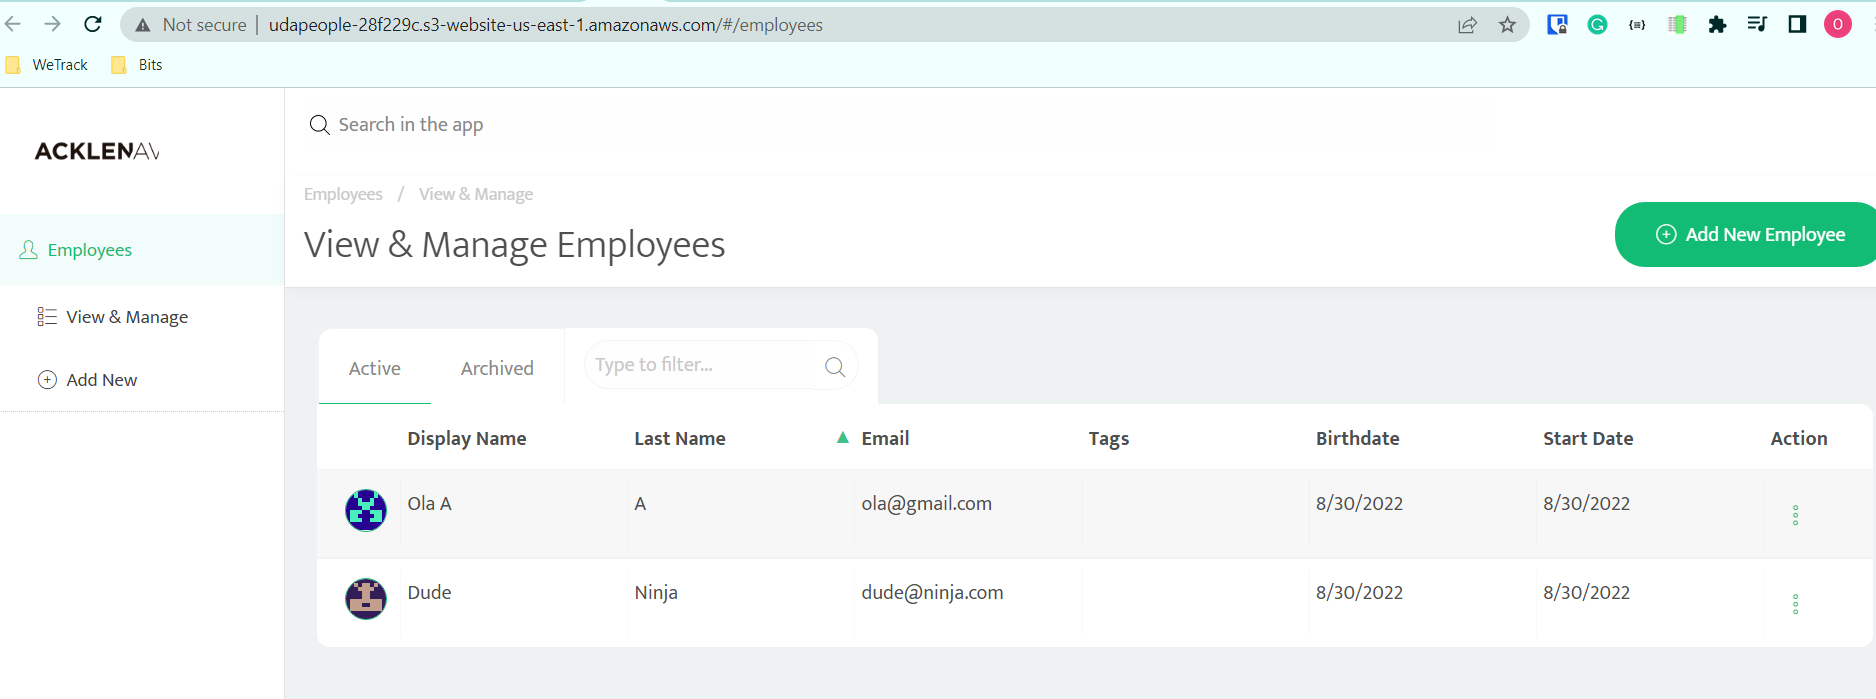 Not secure | udapeople-28f229c.s3-website-us-east-1.amazonaws.com/#/employees
O
WeTrack Bits
Search in the app
ACKLENAV
Employees / View & Manage
View & Manage Employees
Add New Employee
Employees
View & Manage
Add New
Active Archived Type to filter...
Display Name Last Name Email Tags Birthdate Start Date Action
Ola A A ola@gmail.com 8/30/2022 8/30/2022
Dude Ninja dude@ninja.com 8/30/2022 8/30/2022